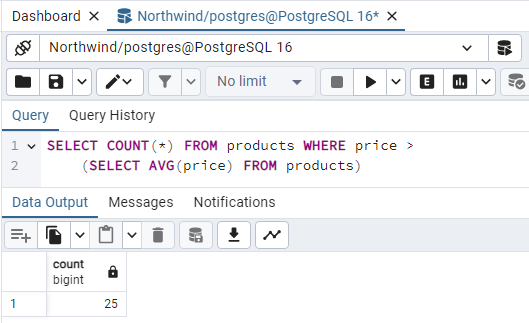 Dashboard × Northwind/postgres@PostgreSQL 16* ×
Northwind/postgres@PostgreSQL 16
No limit E
Query Query History
1 SELECT COUNT(*) FROM products WHERE price >
2 (SELECT AVG(price) FROM products)
Data Output Messages Notifications
count
bigint
1 25